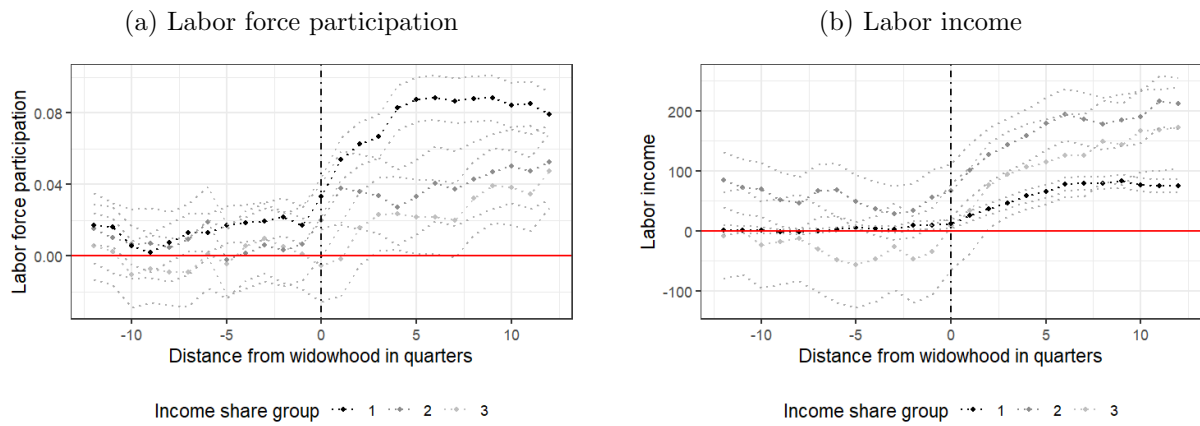 (a) Labor force participation
(b) Labor income
Labor force participation
0.08
0.04
0.00
-10
-5
0
5
10
Distance from widowhood in quarters
Income share group 1 2 3
Labor income
200
100
0
-100
-10
-5
0
5
10
Distance from widowhood in quarters
Income share group 1 2 3